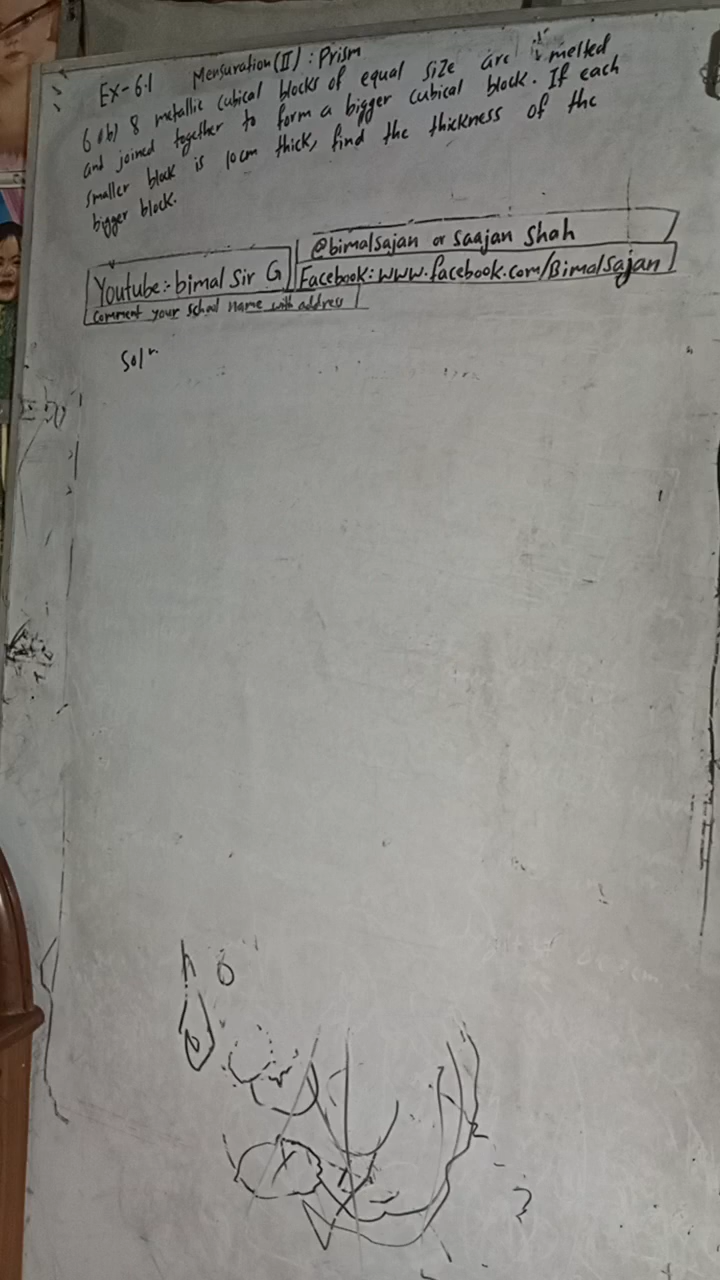 Ex-6.1 Mensuration (II) : Prism
6 (b) 8 metallic cubical blocks of equal size are melted
and joined together to form a bigger cubical block. If each
smaller block is 10cm thick, find the thickness of the
bigger block.
@bimalsajan or Saajan Shah
Youtube:- bimal Sir G
Facebook: www.facebook.com/Bimalsajan
Comment your school name with address
Solⁿ.